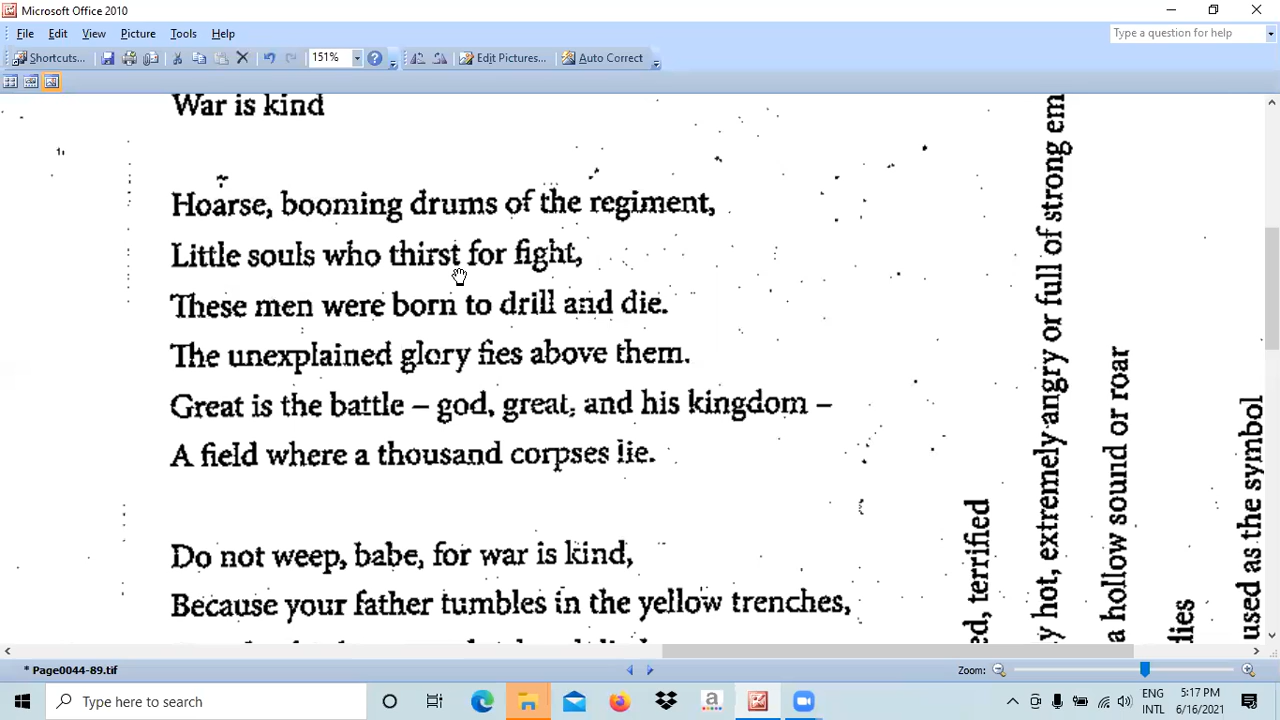 Microsoft Office 2010
File Edit View Picture Tools Help
Type a question for help
Shortcuts...
151%
Edit Pictures...
Auto Correct
War is kind
Hoarse, booming drums of the regiment,
Little souls who thirst for fight,
These men were born to drill and die.
The unexplained glory fies above them.
Great is the battle – god, great, and his kingdom –
A field where a thousand corpses lie.
Do not weep, babe, for war is kind,
Because your father tumbles in the yellow trenches,
ed, terrified
y hot, extremely angry or full of strong em
a hollow sound or roar
dies
used as the symbol
* Page0044-89.tif
Zoom:
Type here to search
ENG
INTL
5:17 PM
6/16/2021